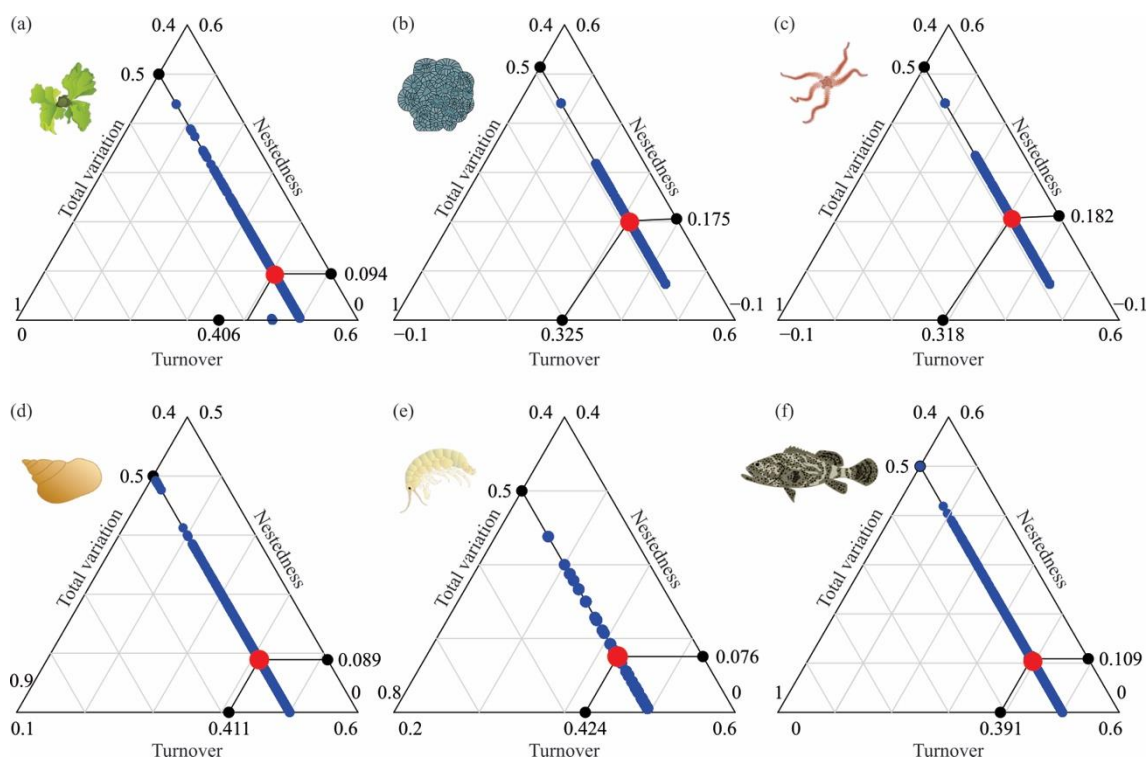 (a)
0.4 0.6
0.5
Total variation
Nestedness
0.094
1
0
0
0.406
0.6
Turnover
(b)
0.4 0.6
0.5
Total variation
Nestedness
0.175
1
−0.1
−0.1
0.325
0.6
Turnover
(c)
0.4 0.6
0.5
Total variation
Nestedness
0.182
1
−0.1
−0.1
0.318
0.6
Turnover
(d)
0.4 0.5
0.5
Total variation
Nestedness
0.089
0.9
0
0.1
0.411
0.6
Turnover
(e)
0.4 0.4
0.5
Total variation
Nestedness
0.076
0.8
0
0.2
0.424
0.6
Turnover
(f)
0.4 0.6
0.5
Total variation
Nestedness
0.109
1
0
0
0.391
0.6
Turnover